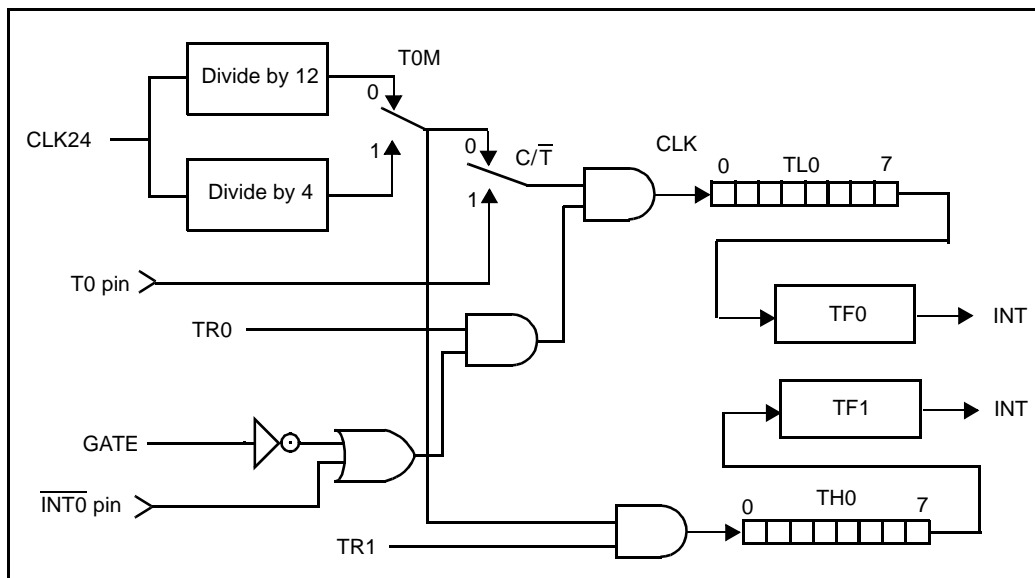 Divide by 12
T0M
0
CLK24
1
0
C/T̅
CLK
0 TL0 7
Divide by 4
1
T0 pin
TR0
TF0
INT
TF1
INT
GATE
I̅N̅T̅0̅ pin
0 TH0 7
TR1